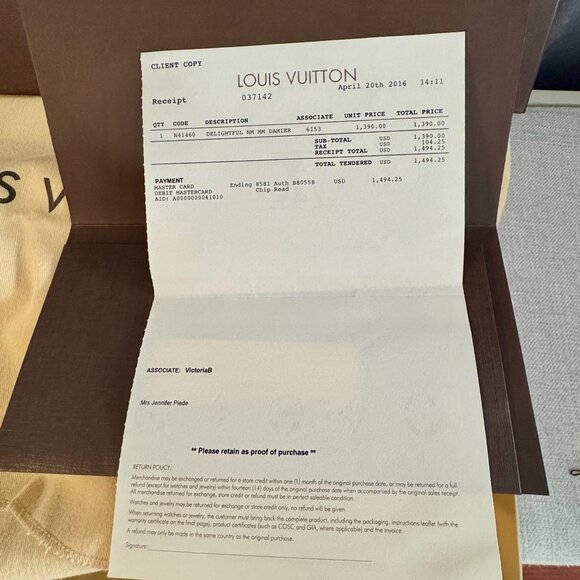 CLIENT COPY
LOUIS VUITTON
April 20th 2016 14:11
Receipt 037142
QTY CODE DESCRIPTION ASSOCIATE UNIT PRICE TOTAL PRICE
1 N41460 DELIGHTFUL NM MM DAMIER 6153 1,390.00 1,390.00
SUB-TOTAL USD 1,390.00
TAX USD 104.25
RECEIPT TOTAL USD 1,494.25
TOTAL TENDERED USD 1,494.25
PAYMENT
MASTER CARD Ending 8581 Auth B80558 USD 1,494.25
DEBIT MASTERCARD Chip Read
AID: A0000000041010
S V
ASSOCIATE: VictoriaB
Mrs Jennifer Piede
** Please retain as proof of purchase **
RETURN POLICY:
Merchandise may be exchanged or returned for a store credit within one (1) month of the original purchase date, or may be returned for a full
refund (except for watches and jewelry) within fourteen (14) days of the original purchase date when accompanied by the original sales receipt.
All merchandise returned for exchange, store credit or refund must be in perfect saleable condition.
Watches and jewelry may be returned for exchange or store credit only, no refund will be given.
When returning watches or jewelry, the customer must bring back the complete product, including the packaging, instructions leaflet (with the
warranty certificate on the final page), product certificates (such as COSC and GIA, where applicable) and the invoice.
A refund may only be made in the same country as the original purchase.
Signature: